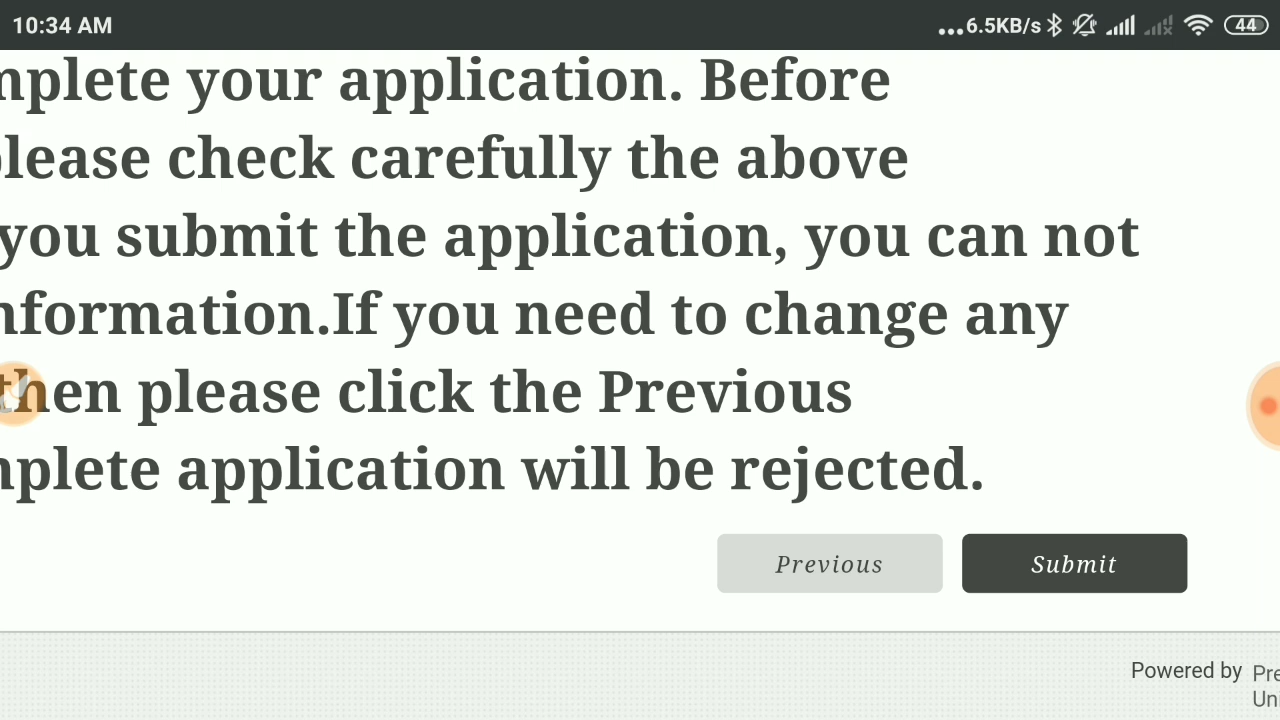 10:34 AM
...6.5KB/s 44
mplete your application. Before
please check carefully the above
you submit the application, you can not
nformation.If you need to change any
then please click the Previous
mplete application will be rejected.
Previous Submit
Powered by